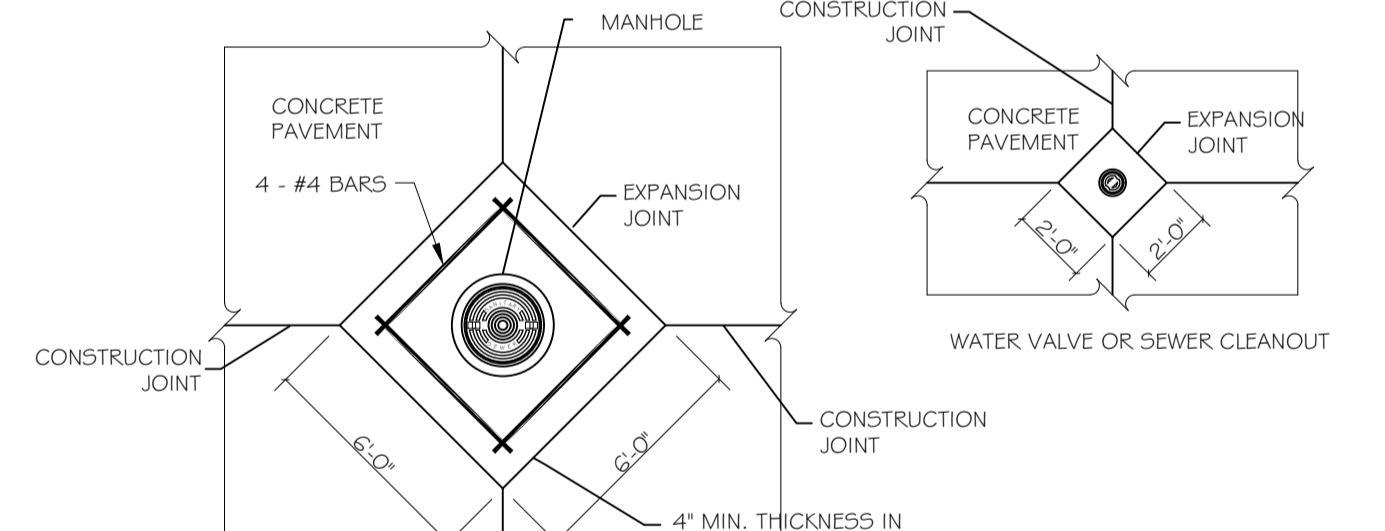 MANHOLE
CONCRETE
PAVEMENT
4 - #4 BARS
EXPANSION
JOINT
CONSTRUCTION
JOINT
6'-0"
6'-0"
CONSTRUCTION
JOINT
4" MIN. THICKNESS IN
CONSTRUCTION
JOINT
CONCRETE
PAVEMENT
EXPANSION
JOINT
2'-0"
2'-0"
WATER VALVE OR SEWER CLEANOUT